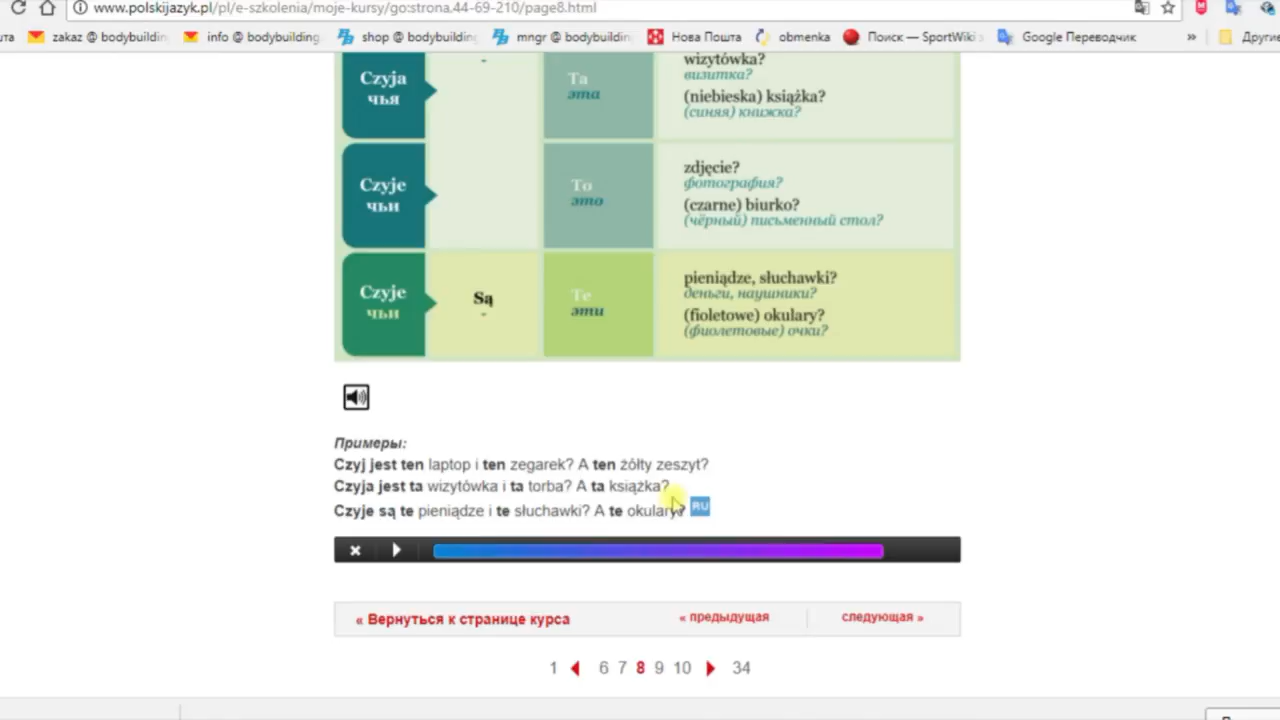 www.polskijazyk.pl/pl/e-szkolenia/moje-kursy/go:strona.44-69-210/page8.html
та zakaz @ bodybuildin info @ bodybuilding shop @ bodybuilding mngr @ bodybuildin Нова Пошта obmenka Поиск — SportWiki Google Переводчик » Другие
wizytówka?
Czyja Ta визитка?
чья эта (niebieska) książka?
(синяя) книжка?
zdjęcie?
Czyje To фотография?
чьи это (czarne) biurko?
(чёрный) письменный стол?
pieniądze, słuchawki?
Czyje Są Te деньги, наушники?
чьи - эти (fioletowe) okulary?
(фиолетовые) очки?
Примеры:
Czyj jest ten laptop i ten zegarek? A ten żółty zeszyt?
Czyja jest ta wizytówka i ta torba? A ta książka?
Czyje są te pieniądze i te słuchawki? A te okulary? RU
« Вернуться к странице курса « предыдущая следующая »
1 6 7 8 9 10 34